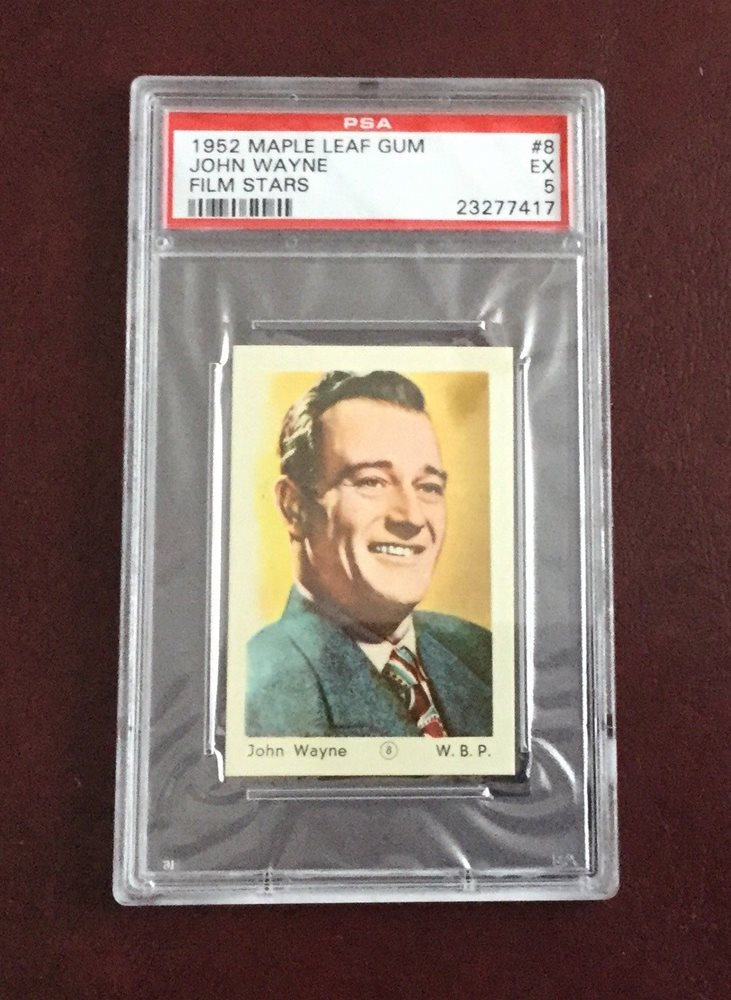 PSA
1952 MAPLE LEAF GUM #8
JOHN WAYNE EX
FILM STARS 5
23277417
John Wayne 8 W. B. P.